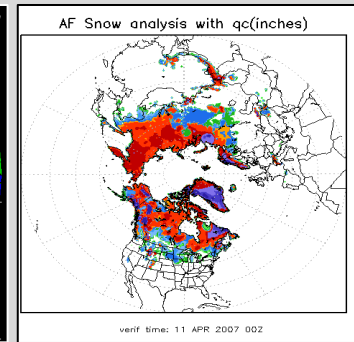 AF Snow analysis with qc(inches)
verif time: 11 APR 2007 00Z